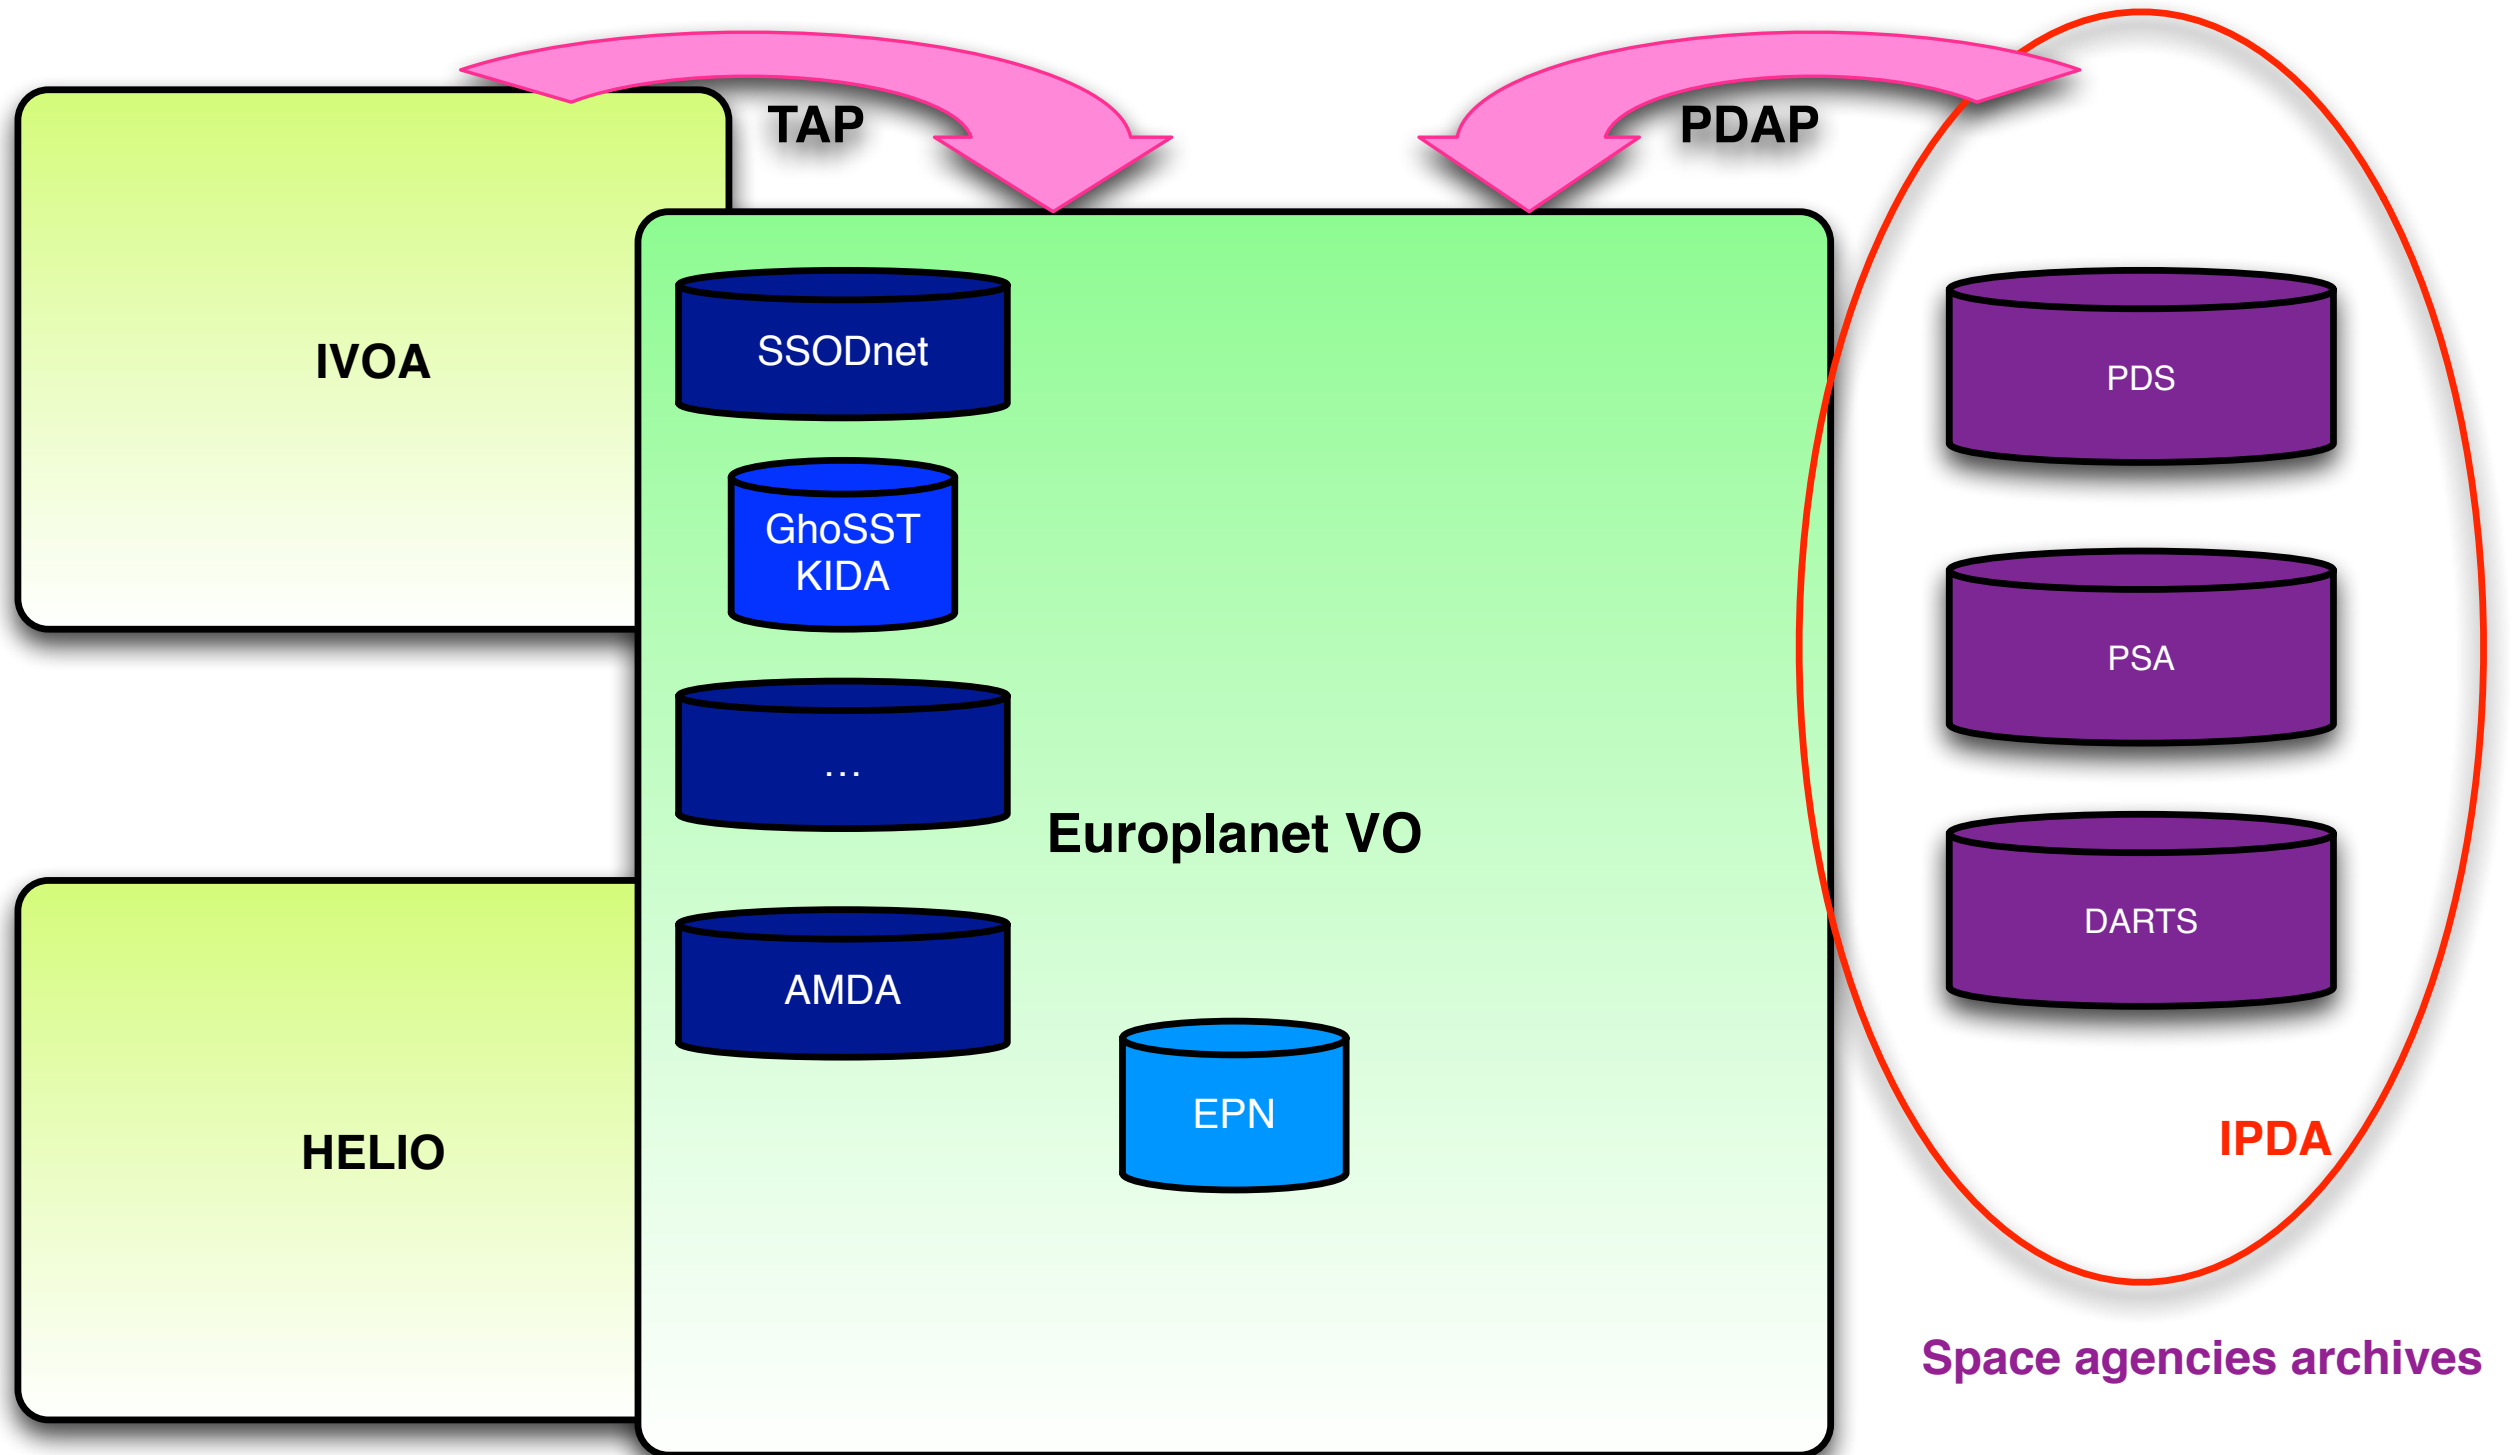 TAP
PDAP
IVOA
SSODnet
PDS
GhoSST
KIDA
PSA
...
Europlanet VO
DARTS
AMDA
EPN
HELIO
IPDA
Space agencies archives